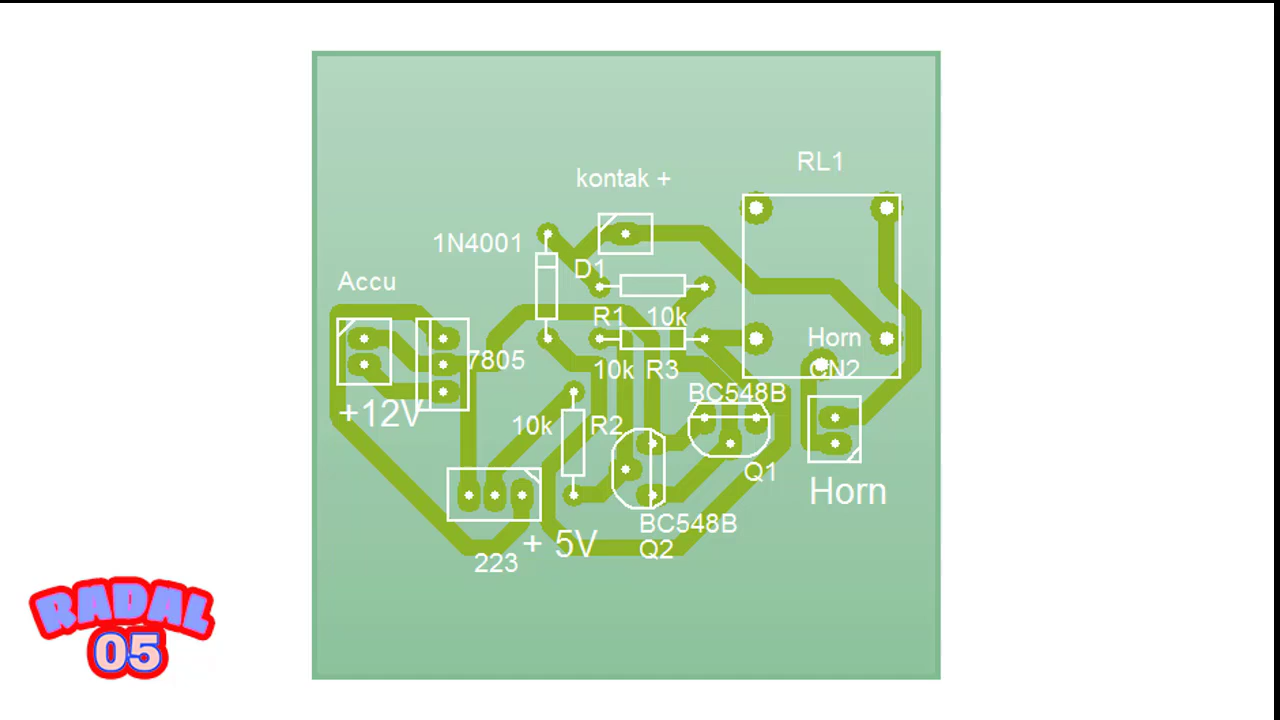 RL1
kontak +
1N4001
D1
Accu
R1 10k
Horn
7805
10k R3
CN2
BC548B
+12V
10k R2
Q1
Horn
BC548B
+ 5V
Q2
223
RADAL
05